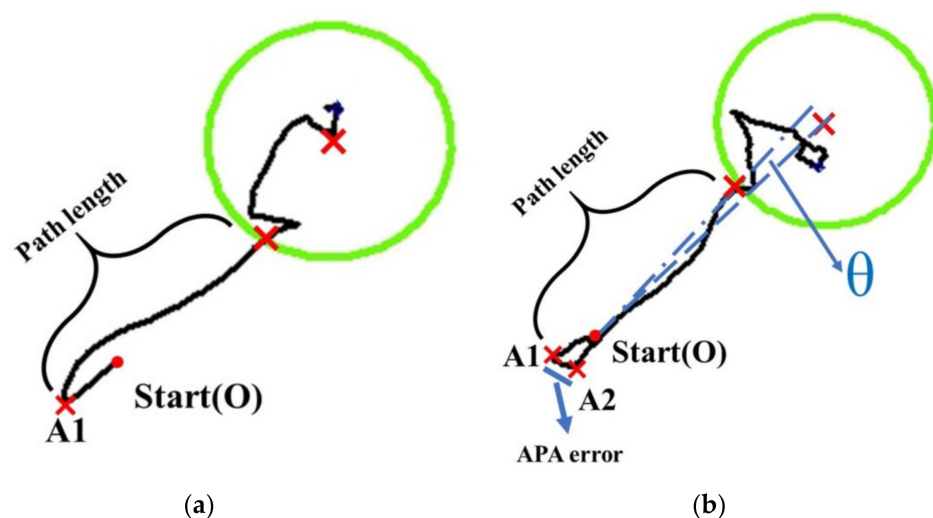 Path length
Start(O)
A1
(a)
Path length
θ
A1
Start(O)
A2
APA error
(b)